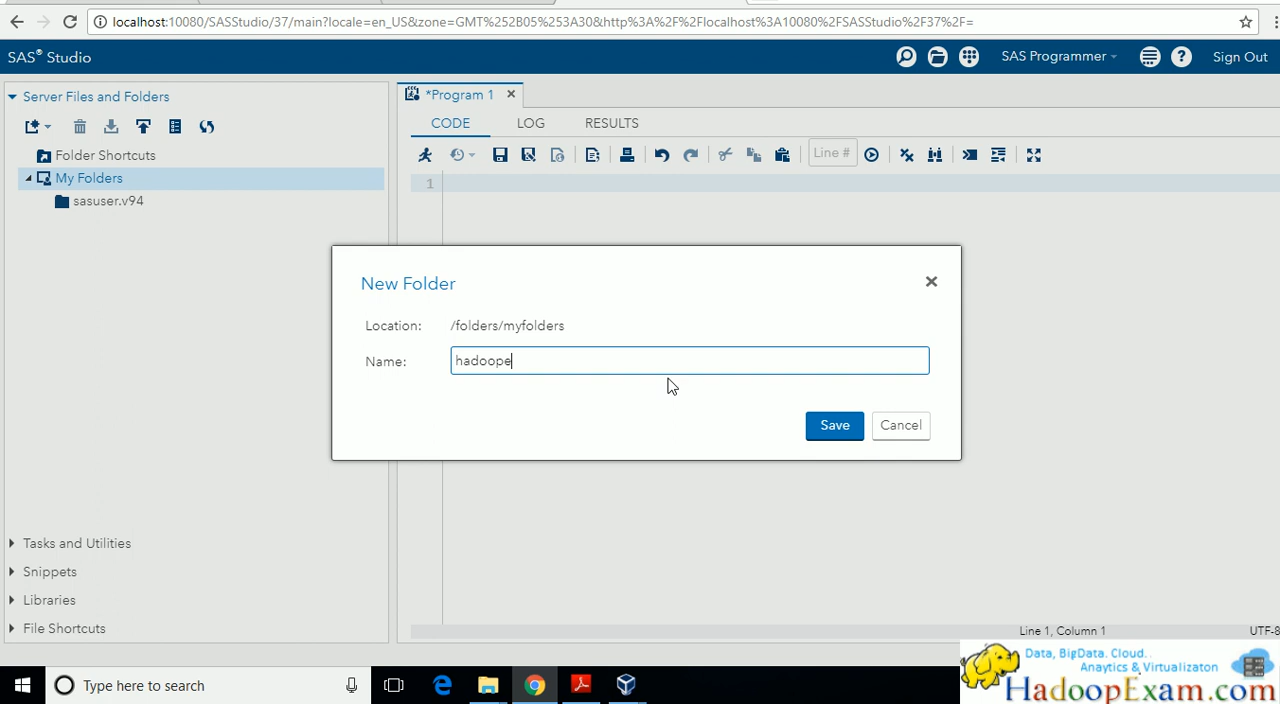 localhost:10080/SASStudio/37/main?locale=en_US&zone=GMT%252B05%253A30&http%3A%2F%2Flocalhost%3A10080%2FSASStudio%2F37%2F=
SAS® Studio
SAS Programmer
Sign Out
Server Files and Folders
Folder Shortcuts
My Folders
sasuser.v94
Tasks and Utilities
Snippets
Libraries
File Shortcuts
*Program 1
CODE LOG RESULTS
Line #
1
New Folder
Location: /folders/myfolders
Name: hadoope
Save Cancel
Line 1, Column 1 UTF-8
Type here to search
Data, BigData. Cloud.
Anaytics & Virtualizaton
HadoopExam.com